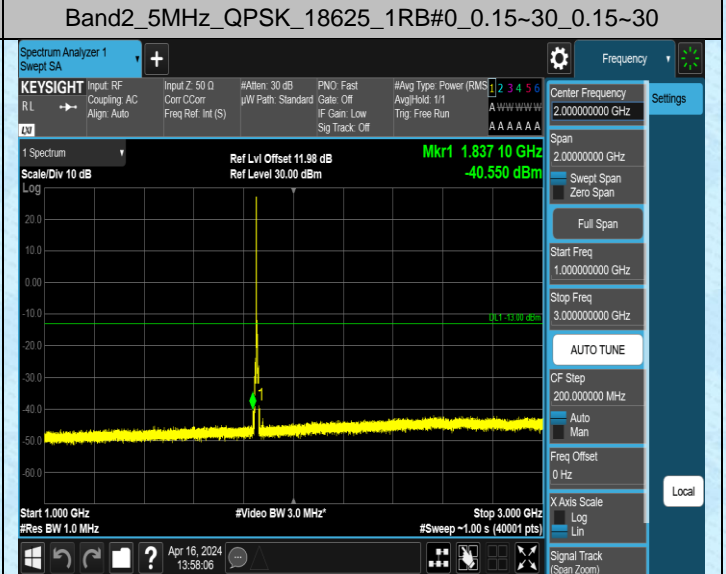 Band2_5MHz_QPSK_18625_1RB#0_0.15~30_0.15~30
Spectrum Analyzer 1
Swept SA
+
Frequency
KEYSIGHT
RL
LXI
Input: RF
Coupling: AC
Align: Auto
Input Z: 50 Ω
Corr CCorr
Freq Ref: Int (S)
#Atten: 30 dB
µW Path: Standard
PNO: Fast
Gate: Off
IF Gain: Low
Sig Track: Off
#Avg Type: Power (RMS
Avg|Hold: 1/1
Trig: Free Run
1 2 3 4 5 6
A W W W W W
A A A A A A
Center Frequency
2.00000000 GHz
Settings
Span
2.00000000 GHz
Swept Span
Zero Span
Full Span
Start Freq
1.00000000 GHz
Stop Freq
3.000000000 GHz
AUTO TUNE
CF Step
200.000000 MHz
Auto
Man
Freq Offset
0 Hz
X Axis Scale
Log
Lin
Signal Track
(Span Zoom)
Local
1 Spectrum
Scale/Div 10 dB
Log
Ref Lvl Offset 11.98 dB
Ref Level 30.00 dBm
Mkr1 1.837 10 GHz
-40.550 dBm
20.0
10.0
0.00
-10.0
-20.0
-30.0
-40.0
-50.0
-60.0
DL1 -13.00 dBm
1
Start 1.000 GHz
#Res BW 1.0 MHz
#Video BW 3.0 MHz*
Stop 3.000 GHz
#Sweep ~1.00 s (40001 pts)
?
Apr 16, 2024
13:58:06